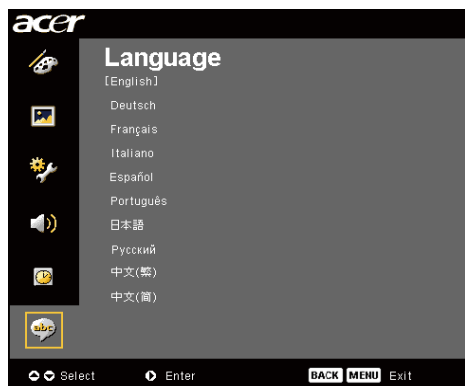 acer
Language
[English]
Deutsch
Français
Italiano
Español
Português
日本語
Русский
中文(繁)
中文(简)
abc
Select Enter BACK MENU Exit